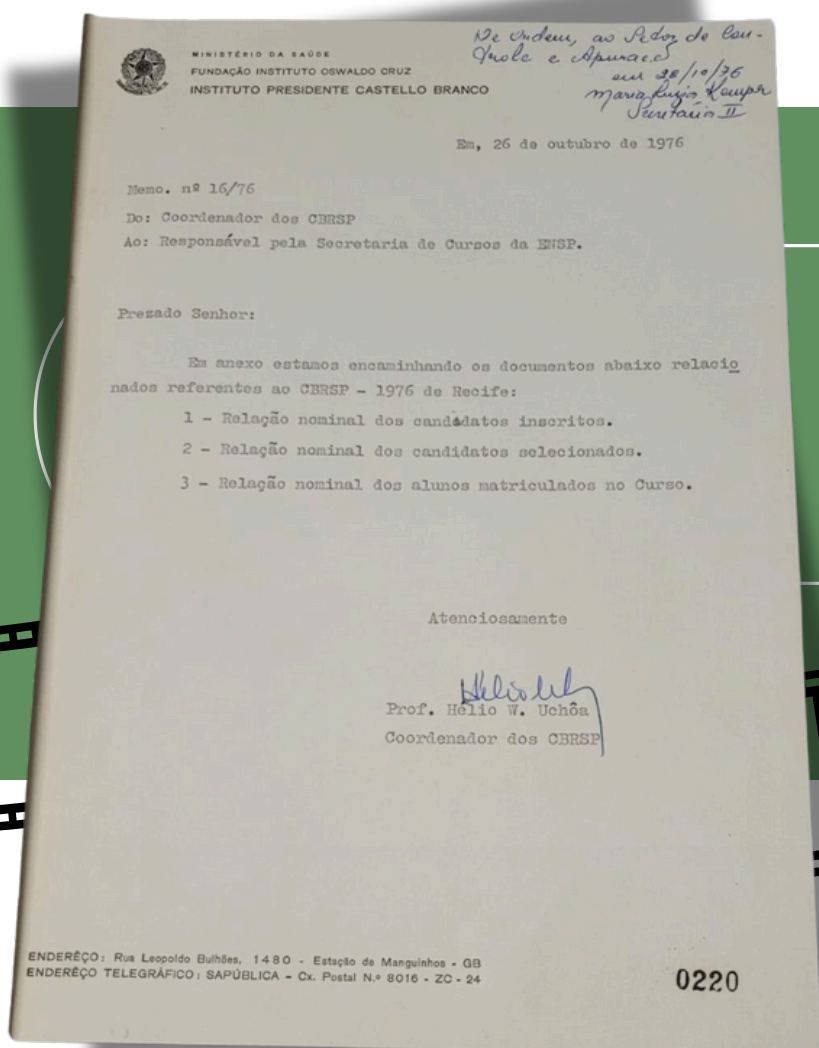 MINISTÉRIO DA SAÚDE
FUNDAÇÃO INSTITUTO OSWALDO CRUZ
INSTITUTO PRESIDENTE CASTELLO BRANCO
De Ordem, ao Setor de Con-
trole e Apuração
em 28/10/76
Maria Kemper
Secretário II
Em, 26 de outubro de 1976
Memo. nº 16/76
Do: Coordenador dos CBRSP
Ao: Responsável pela Secretaria de Cursos da ENSP.
Prezado Senhor:
Em anexo estamos encaminhando os documentos abaixo relacio
nados referentes ao CBRSP - 1976 de Recife:
1 - Relação nominal dos candidatos inscritos.
2 - Relação nominal dos candidatos selecionados.
3 - Relação nominal dos alunos matriculados no Curso.
Atenciosamente
Prof. Hélio W. Uchôa
Coordenador dos CBRSP
ENDERÊÇO: Rua Leopoldo Bulhões, 1480 - Estação de Manguinhos - GB
ENDERÊÇO TELEGRÁFICO: SAPÚBLICA - Cx. Postal N.º 8016 - ZC - 24
0220